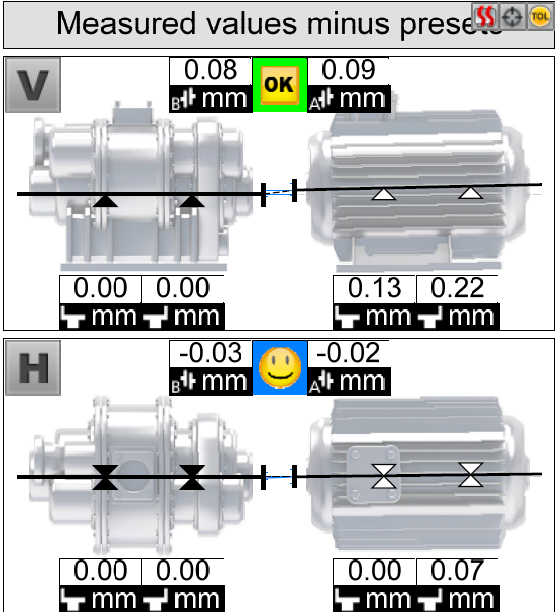 Measured values minus presets
TOL
V
0.08 OK 0.09
B mm A mm
0.00 0.00 0.13 0.22
mm mm mm mm
H
-0.03 -0.02
B mm A mm
0.00 0.00 0.00 0.07
mm mm mm mm